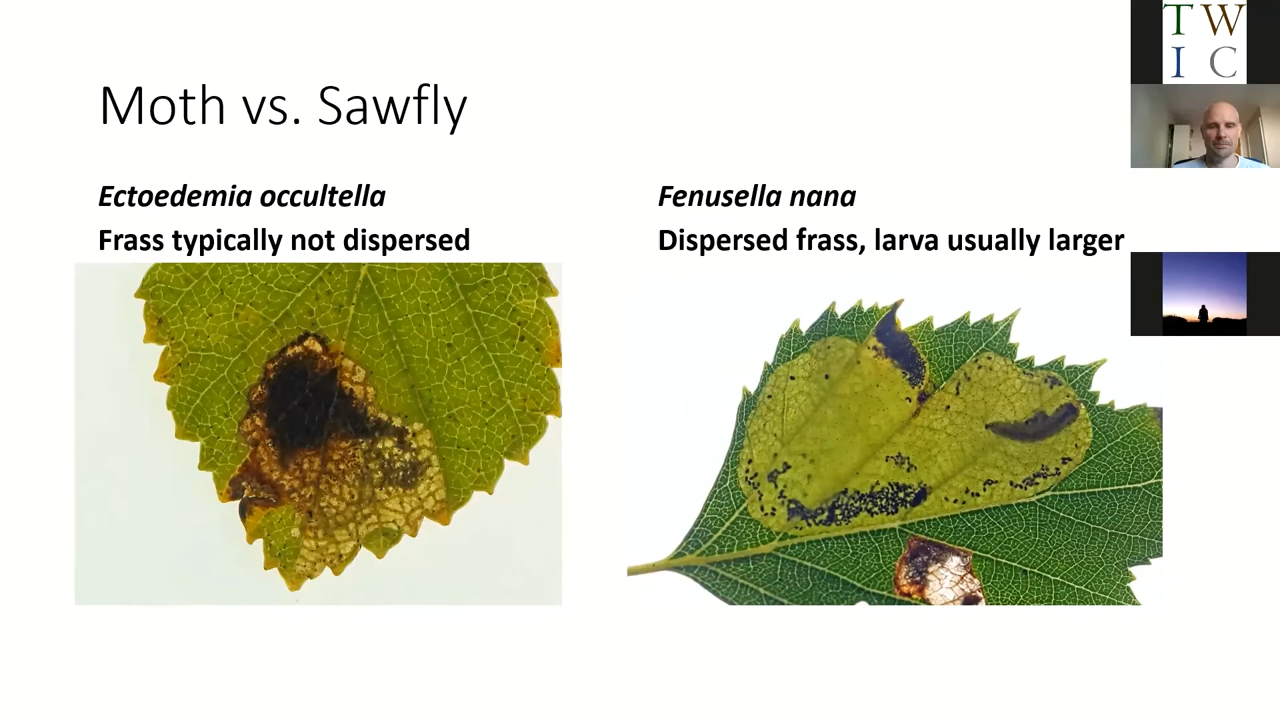 Moth vs. Sawfly
Ectoedemia occultella
Frass typically not dispersed
Fenusella nana
Dispersed frass, larva usually larger
T W
I C